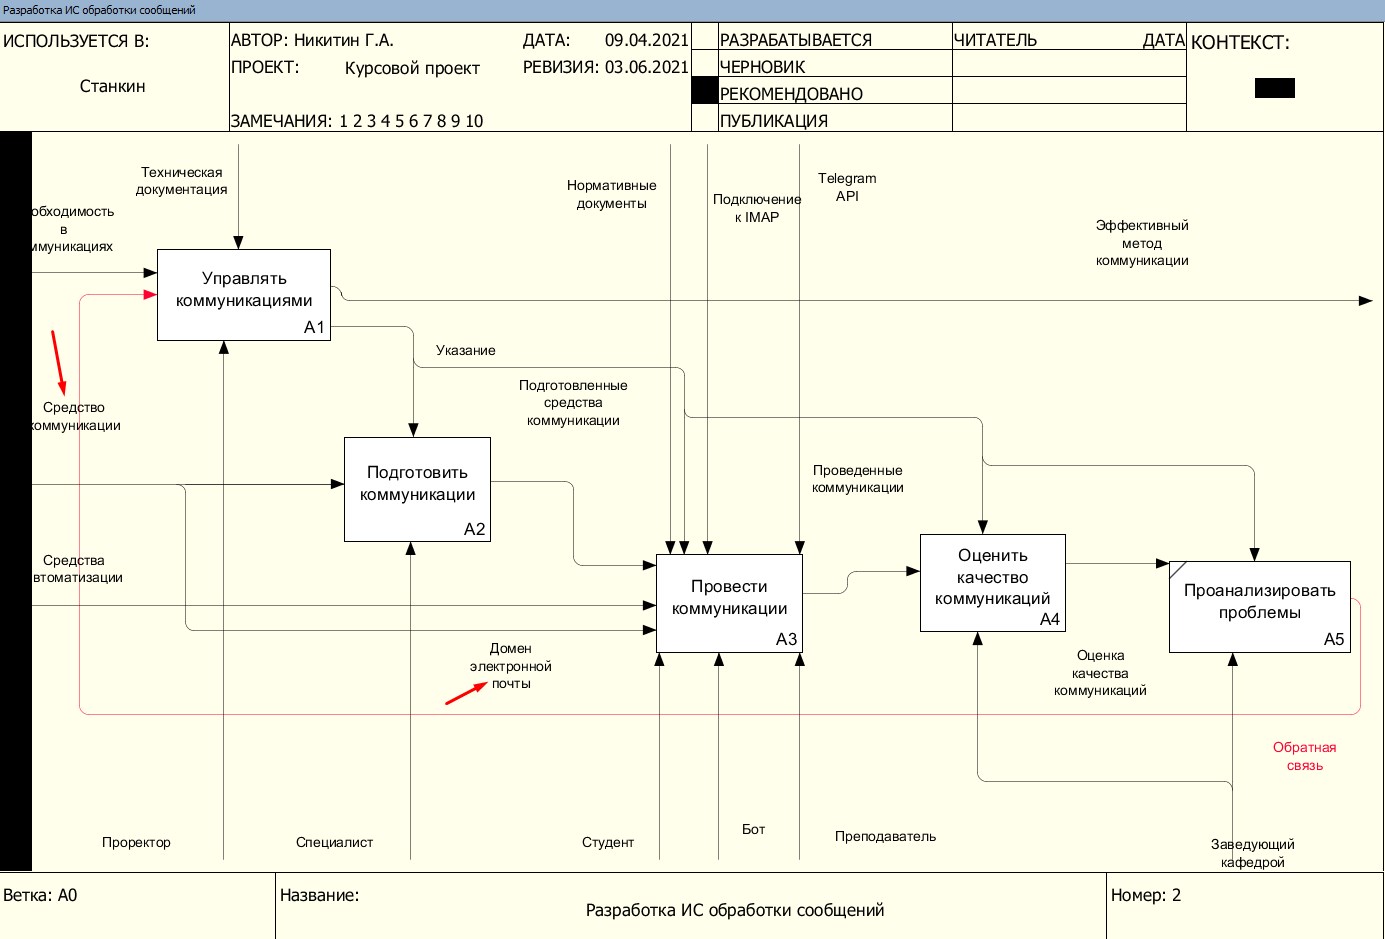 Разработка ИС обработки сообщений
ИСПОЛЬЗУЕТСЯ В:
Станкин
АВТОР: Никитин Г.А.
ДАТА: 09.04.2021
ПРОЕКТ: Курсовой проект
РЕВИЗИЯ: 03.06.2021
ЗАМЕЧАНИЯ: 1 2 3 4 5 6 7 8 9 10
РАЗРАБАТЫВАЕТСЯ
ЧЕРНОВИК
РЕКОМЕНДОВАНО
ПУБЛИКАЦИЯ
ЧИТАТЕЛЬ
ДАТА
КОНТЕКСТ:
Техническая
документация
обходимость
в
ммуникациях
Нормативные
документы
Подключение
к IMAP
Telegram
API
Эффективный
метод
коммуникации
Управлять
коммуникациями
A1
Указание
Средство
коммуникации
Подготовленные
средства
коммуникации
Подготовить
коммуникации
A2
Проведенные
коммуникации
Средства
втоматизации
Провести
коммуникации
A3
Оценить
качество
коммуникаций
A4
Проанализировать
проблемы
A5
Домен
электронной
почты
Оценка
качества
коммуникаций
Обратная
связь
Проректор
Специалист
Студент
Бот
Преподаватель
Заведующий
кафедрой
Ветка: A0
Название:
Разработка ИС обработки сообщений
Номер: 2